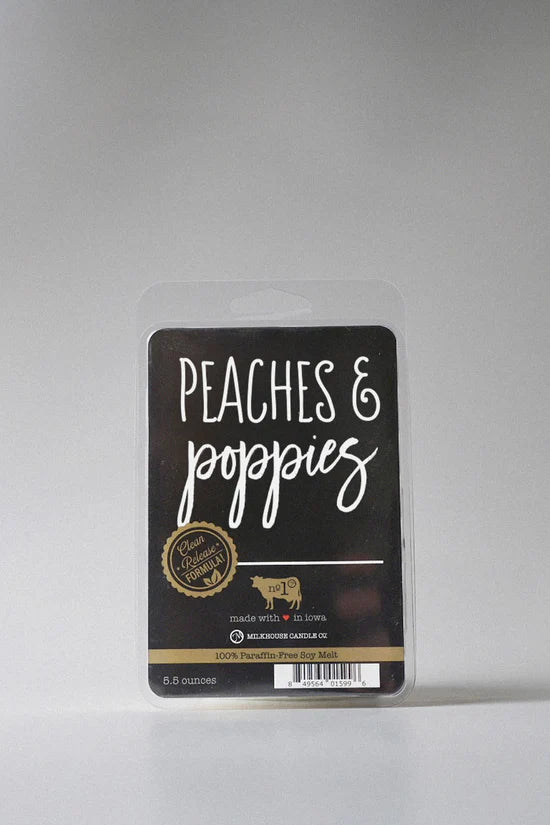 PEACHES &
poppies
Clean
Release
FORMULA!
no1
made with ♥ in iowa
MILKHOUSE CANDLE CO
100% Paraffin-Free Soy Melt
5.5 ounces
8 49564 01599 6